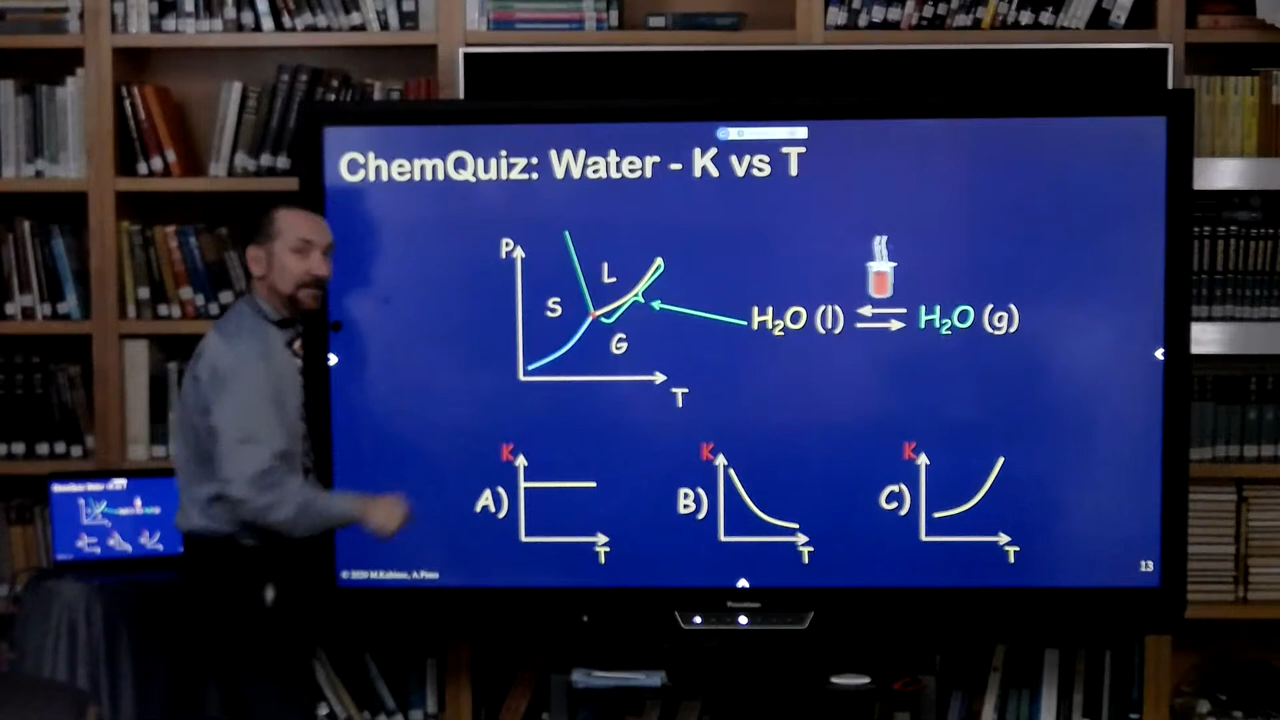 ChemQuiz: Water - K vs T
P
L
S
G
T
H₂O (l) ⇌ H₂O (g)
K
K
K
A)
B)
C)
T
T
T
13